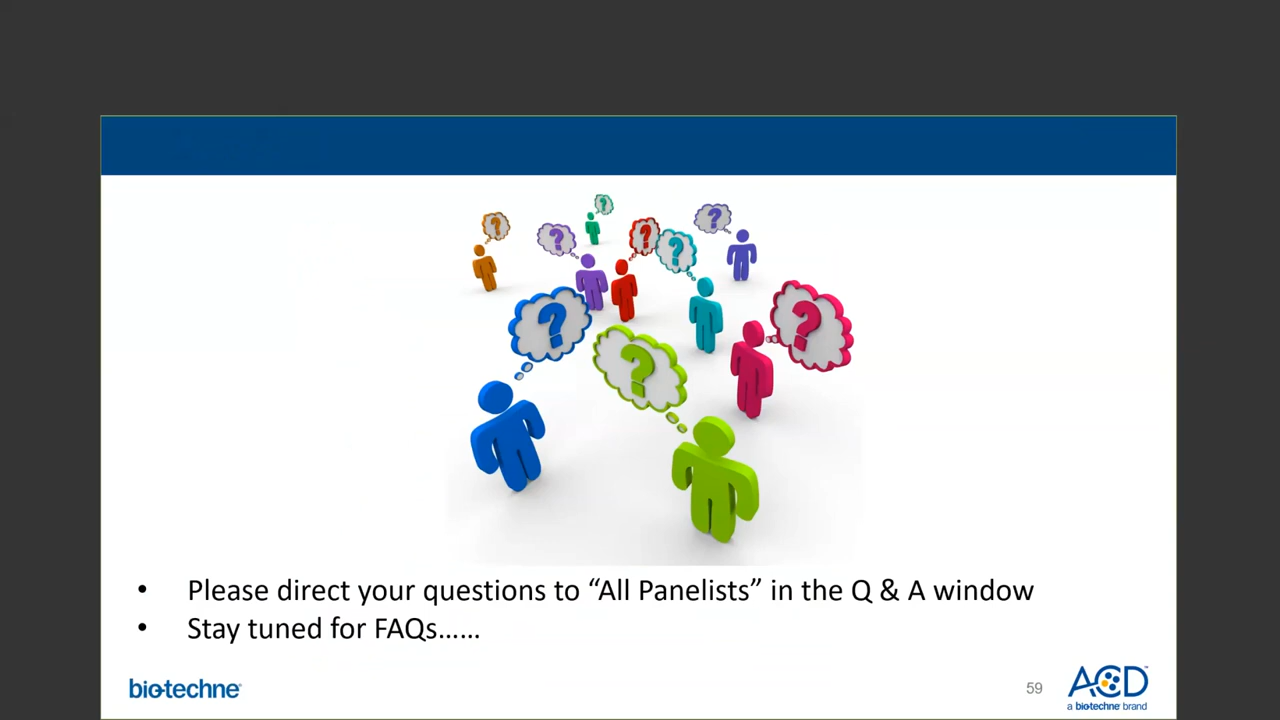 ?
?
?
?
?
?
?
?
?
• Please direct your questions to “All Panelists” in the Q & A window
• Stay tuned for FAQs……
bio-techne®
59
ACD™
a bio-techne® brand